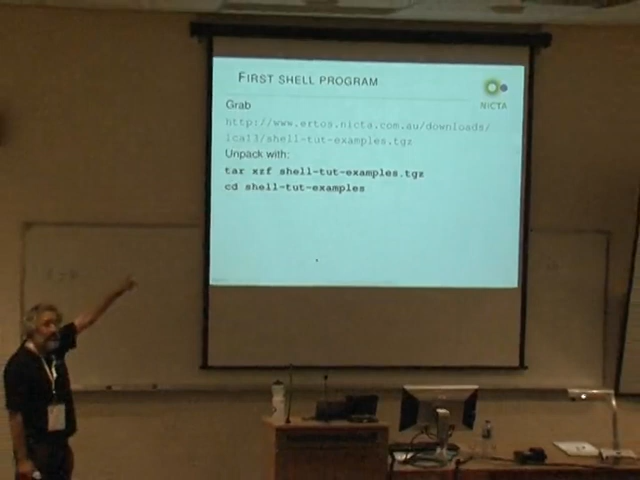 FIRST SHELL PROGRAM
NICTA
Grab
http://www.ertos.nicta.com.au/downloads/
lca13/shell-tut-examples.tgz
Unpack with:
tar xzf shell-tut-examples.tgz
cd shell-tut-examples